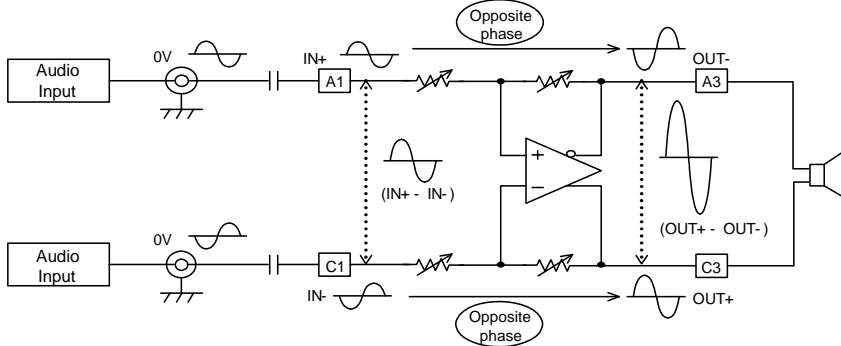 Opposite
phase
0V
IN+
OUT-
Audio
Input
A1
A3
+
−
(IN+ - IN-)
(OUT+ - OUT-)
0V
Audio
Input
C1
C3
IN-
OUT+
Opposite
phase